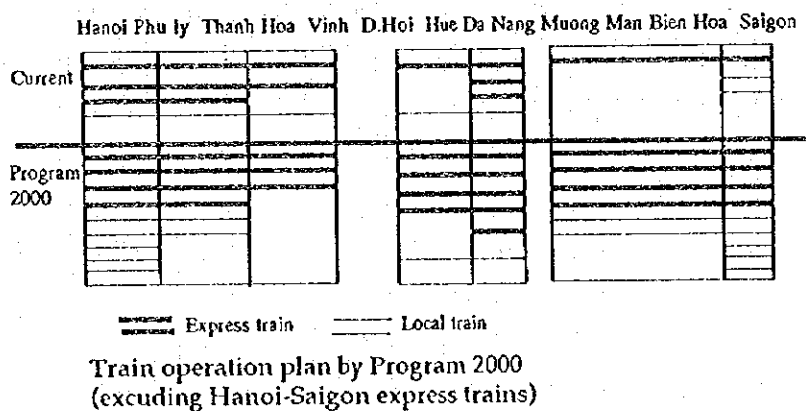 Hanoi Phu ly Thanh Hoa Vinh D.Hoi Hue Da Nang Muong Man Bien Hoa Saigon
Current
Program
2000
Express train Local train
Train operation plan by Program 2000
(excuding Hanoi-Saigon express trains)